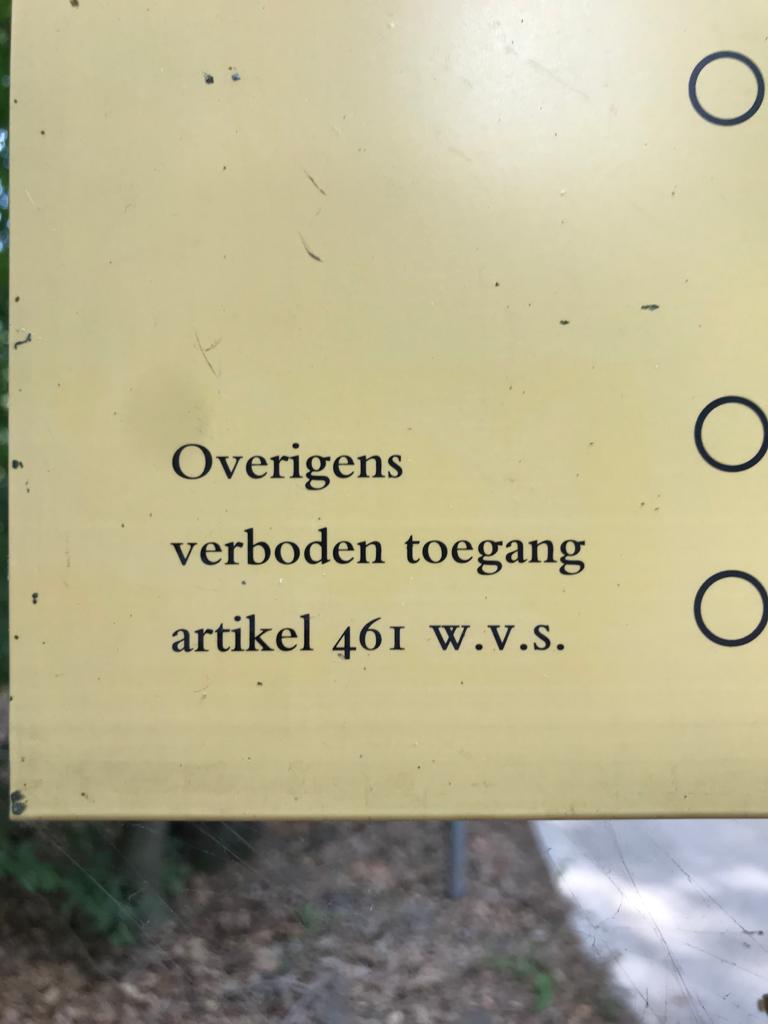 Overigens
verboden toegang
artikel 461 w.v.s.